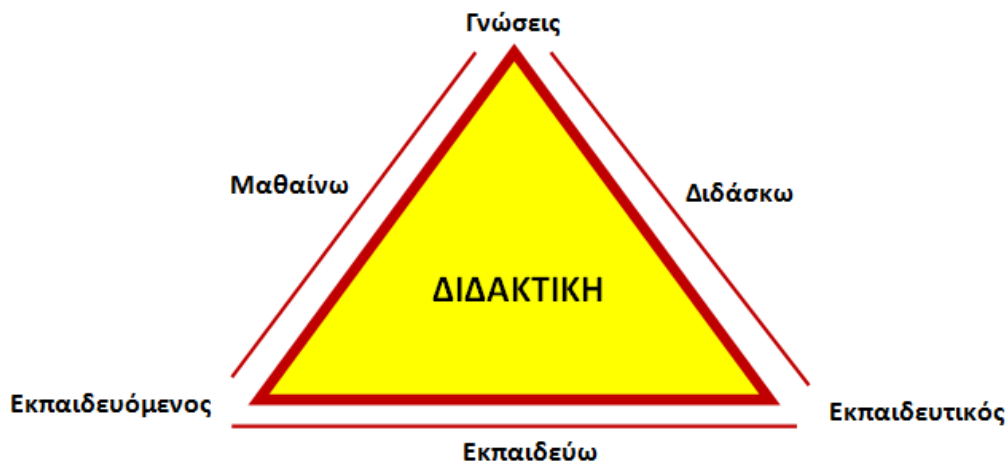 Γνώσεις
Μαθαίνω
Διδάσκω
ΔΙΔΑΚΤΙΚΗ
Εκπαιδευόμενος
Εκπαιδευτικός
Εκπαιδεύω